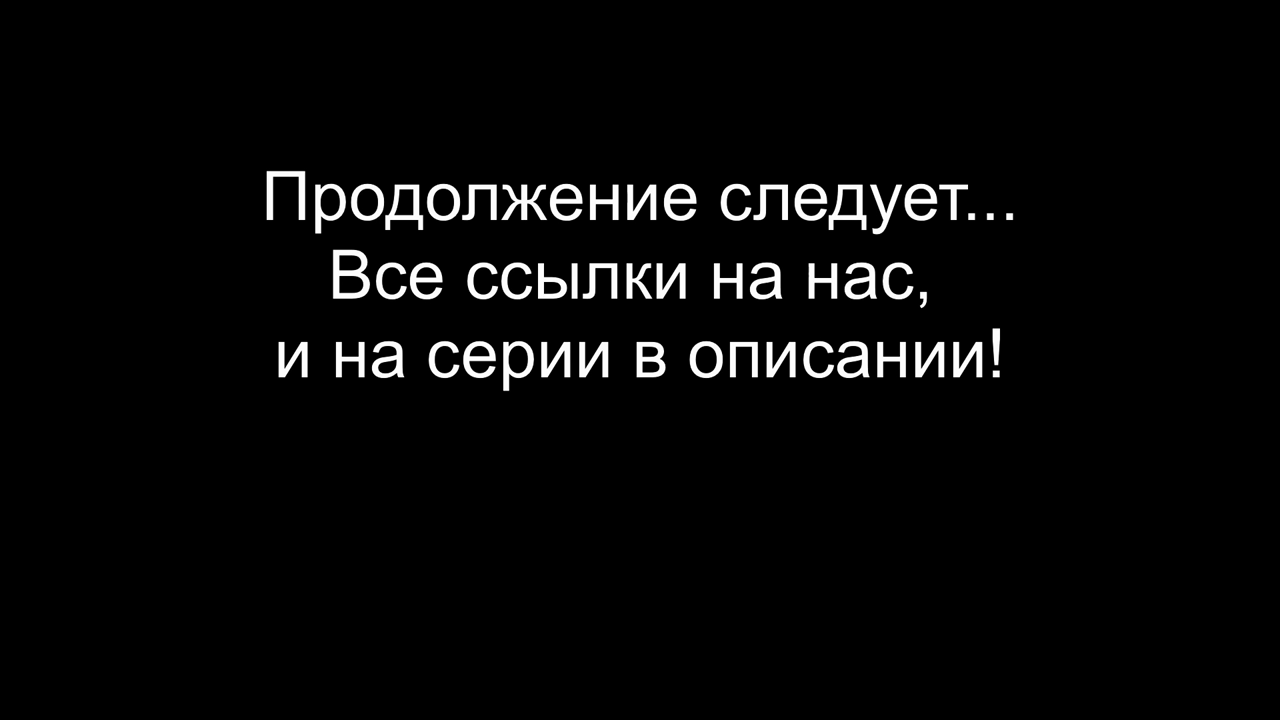 Продолжение следует...
Все ссылки на нас,
и на серии в описании!